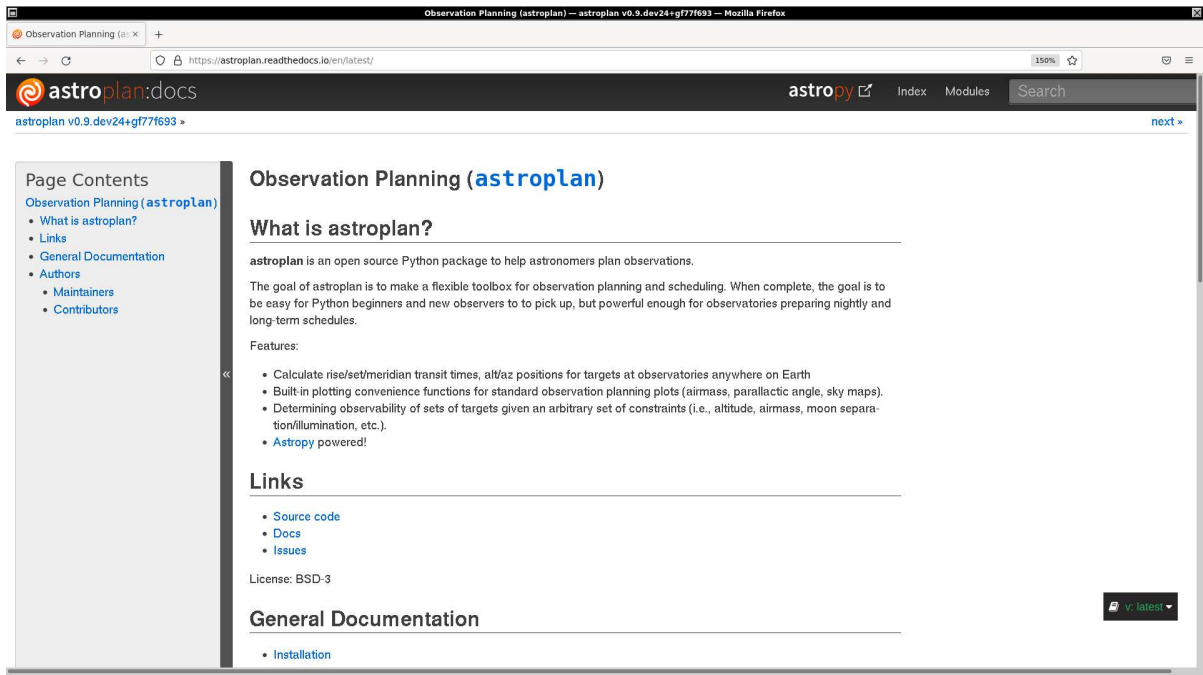 Observation Planning (astroplan) — astroplan v0.9.dev24+gf77f693 — Mozilla Firefox
Observation Planning (as
https://astroplan.readthedocs.io/en/latest/
150%
astroplan:docs
astropy
Index
Modules
Search
astroplan v0.9.dev24+gf77f693 »
next »
Page Contents
Observation Planning (astroplan)
• What is astroplan?
• Links
• General Documentation
• Authors
• Maintainers
• Contributors
«
Observation Planning (astroplan)
What is astroplan?
astroplan is an open source Python package to help astronomers plan observations.
The goal of astroplan is to make a flexible toolbox for observation planning and scheduling. When complete, the goal is to
be easy for Python beginners and new observers to to pick up, but powerful enough for observatories preparing nightly and
long-term schedules.
Features:
• Calculate rise/set/meridian transit times, alt/az positions for targets at observatories anywhere on Earth
• Built-in plotting convenience functions for standard observation planning plots (airmass, parallactic angle, sky maps).
• Determining observability of sets of targets given an arbitrary set of constraints (i.e., altitude, airmass, moon separa-
tion/illumination, etc.).
• Astropy powered!
Links
• Source code
• Docs
• Issues
License: BSD-3
v: latest
General Documentation
• Installation